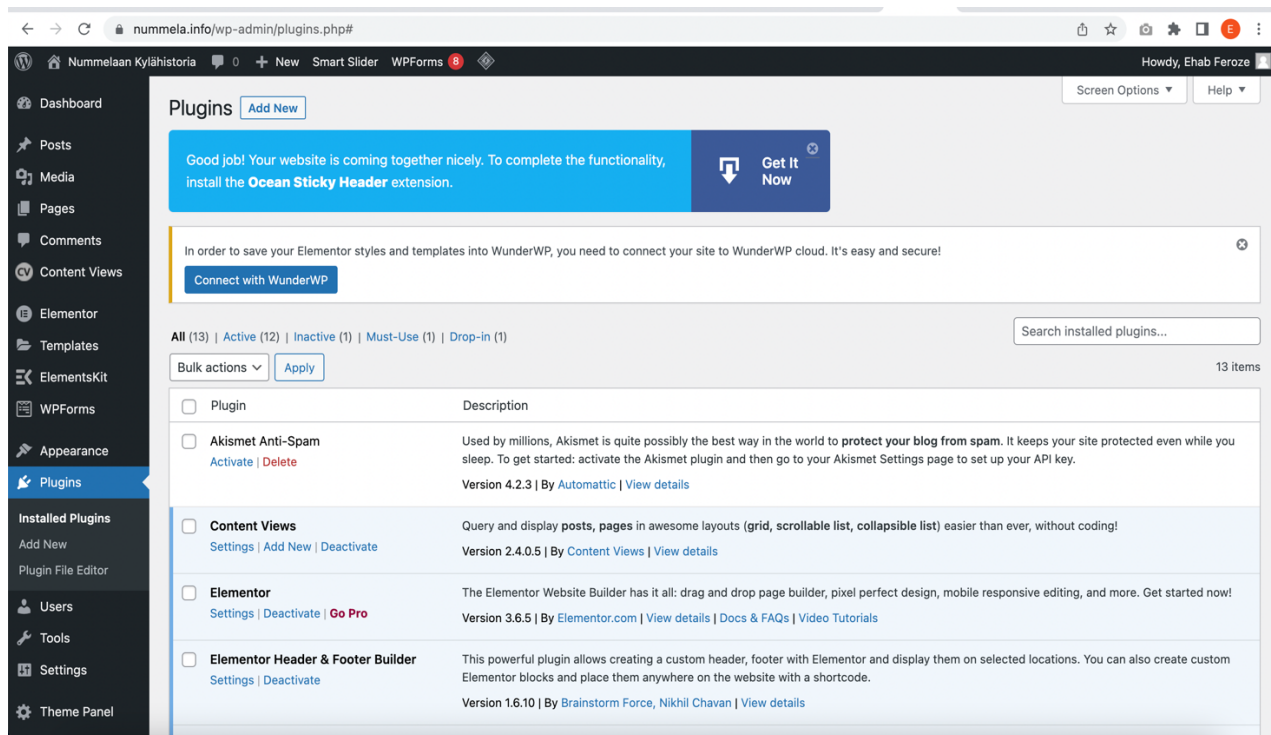 nummela.info/wp-admin/plugins.php#
E
Nummelaan Kylähistoria 0 + New Smart Slider WPForms 8
Howdy, Ehab Feroze
Screen Options ▼
Help ▼
Dashboard
Posts
Media
Pages
Comments
CV Content Views
Elementor
Templates
ElementsKit
WPForms
Appearance
Plugins
Installed Plugins
Add New
Plugin File Editor
Users
Tools
Settings
Theme Panel
Plugins Add New
Good job! Your website is coming together nicely. To complete the functionality,
install the Ocean Sticky Header extension.
Get It
Now
In order to save your Elementor styles and templates into WunderWP, you need to connect your site to WunderWP cloud. It's easy and secure!
Connect with WunderWP
All (13) | Active (12) | Inactive (1) | Must-Use (1) | Drop-in (1)
Search installed plugins...
Bulk actions
Apply
13 items
Plugin Description
Akismet Anti-Spam
Activate | Delete
Used by millions, Akismet is quite possibly the best way in the world to protect your blog from spam. It keeps your site protected even while you
sleep. To get started: activate the Akismet plugin and then go to your Akismet Settings page to set up your API key.
Version 4.2.3 | By Automattic | View details
Content Views
Settings | Add New | Deactivate
Query and display posts, pages in awesome layouts (grid, scrollable list, collapsible list) easier than ever, without coding!
Version 2.4.0.5 | By Content Views | View details
Elementor
Settings | Deactivate | Go Pro
The Elementor Website Builder has it all: drag and drop page builder, pixel perfect design, mobile responsive editing, and more. Get started now!
Version 3.6.5 | By Elementor.com | View details | Docs & FAQs | Video Tutorials
Elementor Header & Footer Builder
Settings | Deactivate
This powerful plugin allows creating a custom header, footer with Elementor and display them on selected locations. You can also create custom
Elementor blocks and place them anywhere on the website with a shortcode.
Version 1.6.10 | By Brainstorm Force, Nikhil Chavan | View details